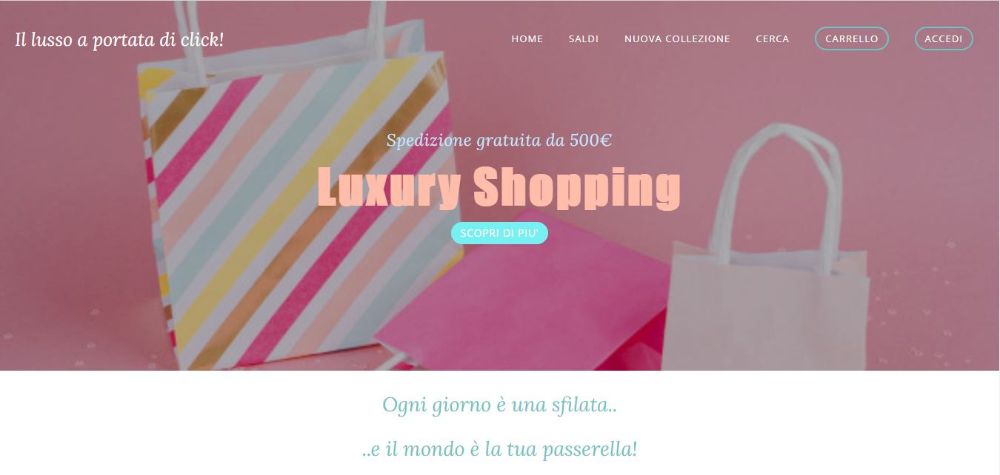 Il lusso a portata di click!
HOME SALDI NUOVA COLLEZIONE CERCA CARRELLO ACCEDI
Spedizione gratuita da 500€
Luxury Shopping
SCOPRI DI PIU'
Ogni giorno è una sfilata..
..e il mondo è la tua passerella!